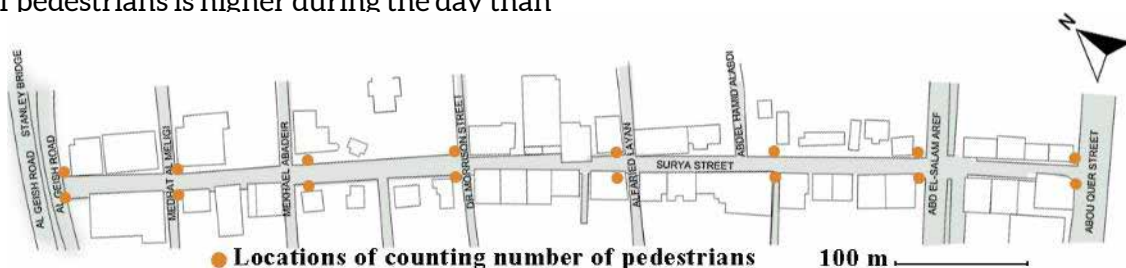 f pedestrians is higher during the day than
N
STANLEY BRIDGE
AL GEISH ROAD
AL GEISH ROAD
MEDHAT AL MELIGI
MEKHAEL ABADEIR
DR.MORRISON STREET
ALFARIED LAYAN
ABDEL HAMID ALABDI
SURYA STREET
ABD EL-SALAM AREF
ABOU QUER STREET
Locations of counting number of pedestrians
100 m